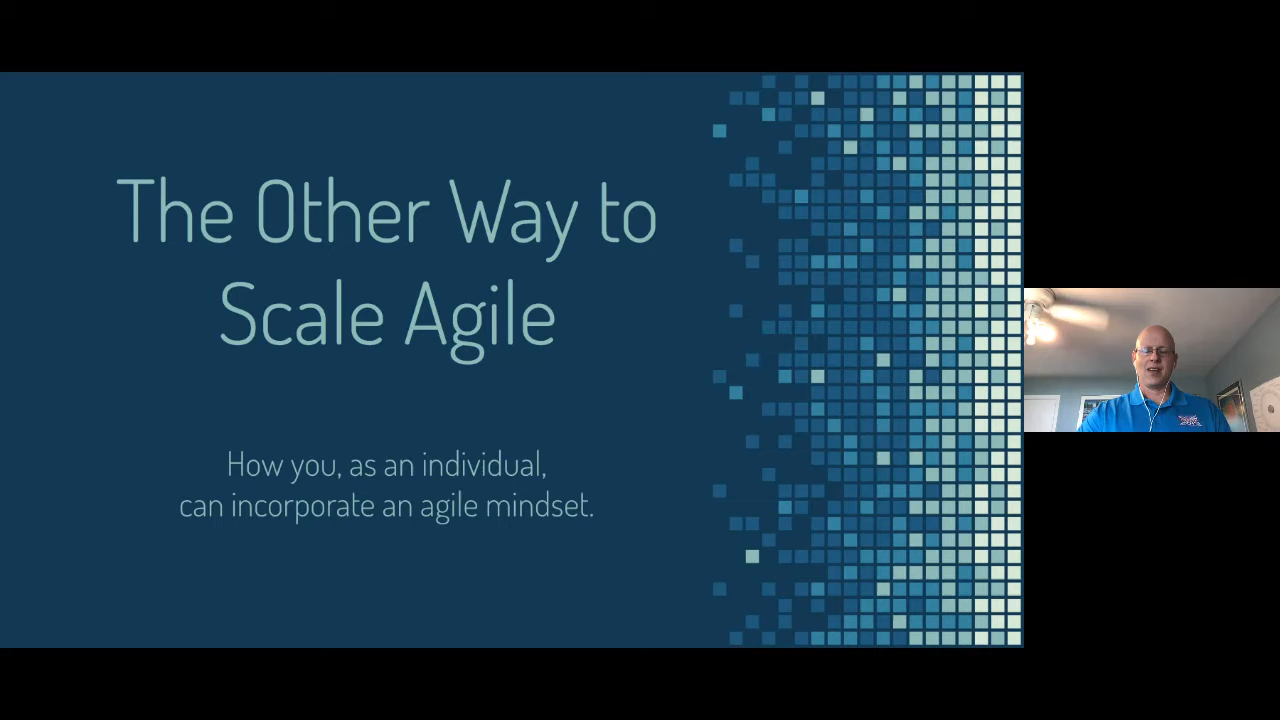 The Other Way to
Scale Agile
How you, as an individual,
can incorporate an agile mindset.